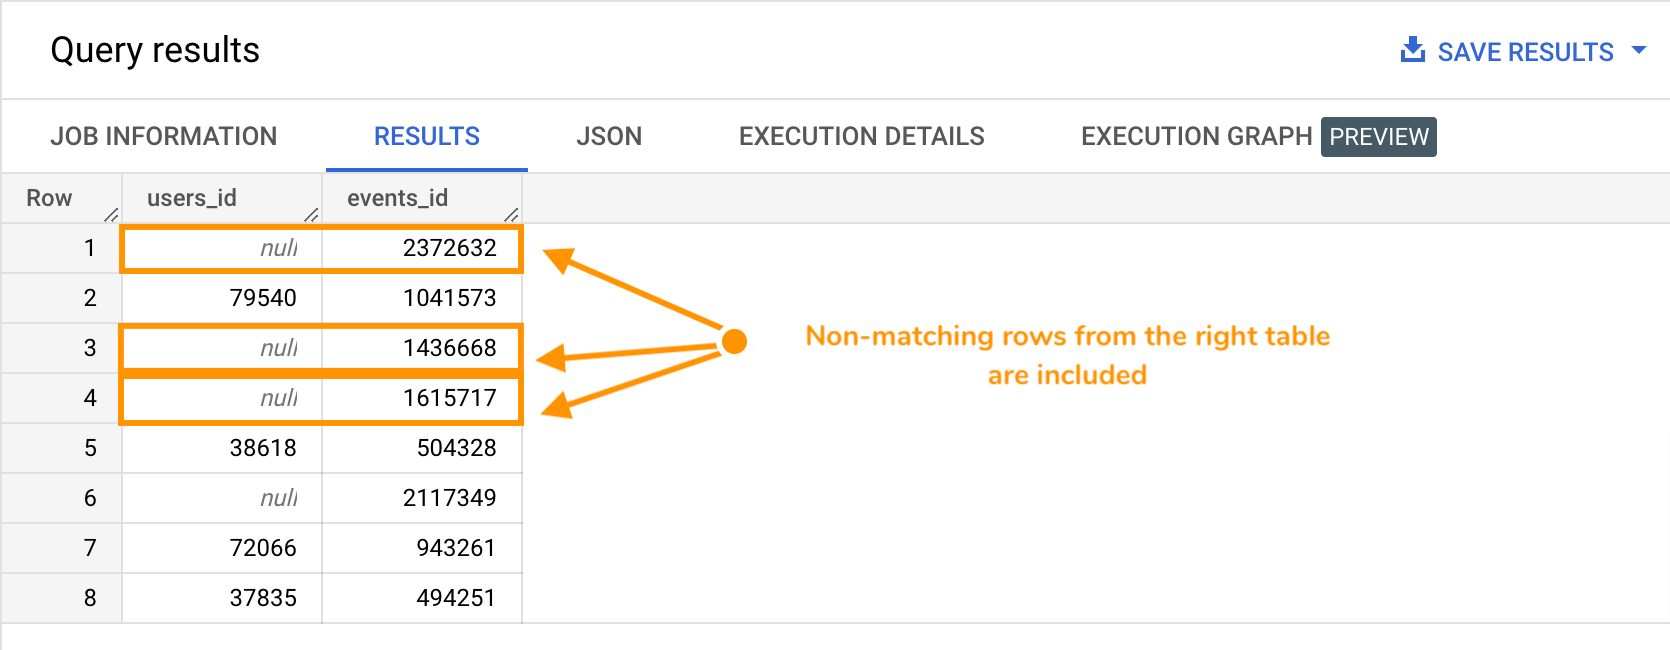 Query results
SAVE RESULTS
JOB INFORMATION RESULTS JSON EXECUTION DETAILS EXECUTION GRAPH PREVIEW
Row users_id events_id
1 null 2372632
2 79540 1041573
3 null 1436668
4 null 1615717
5 38618 504328
6 null 2117349
7 72066 943261
8 37835 494251
Non-matching rows from the right table
are included